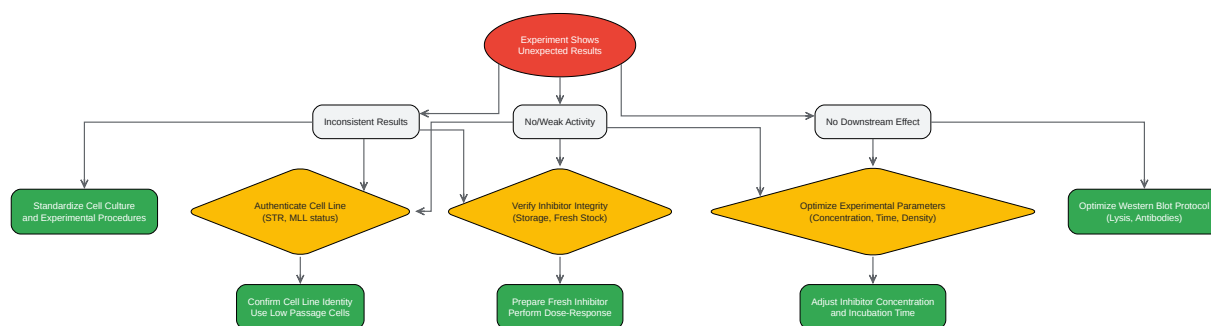 Experiment Shows
Unexpected Results
Inconsistent Results
No/Weak Activity
No Downstream Effect
Standardize Cell Culture
and Experimental Procedures
Authenticate Cell Line
(STR, MLL status)
Verify Inhibitor Integrity
(Storage, Fresh Stock)
Optimize Experimental Parameters
(Concentration, Time, Density)
Optimize Western Blot Protocol
(Lysis, Antibodies)
Confirm Cell Line Identity
Use Low Passage Cells
Prepare Fresh Inhibitor
Perform Dose-Response
Adjust Inhibitor Concentration
and Incubation Time